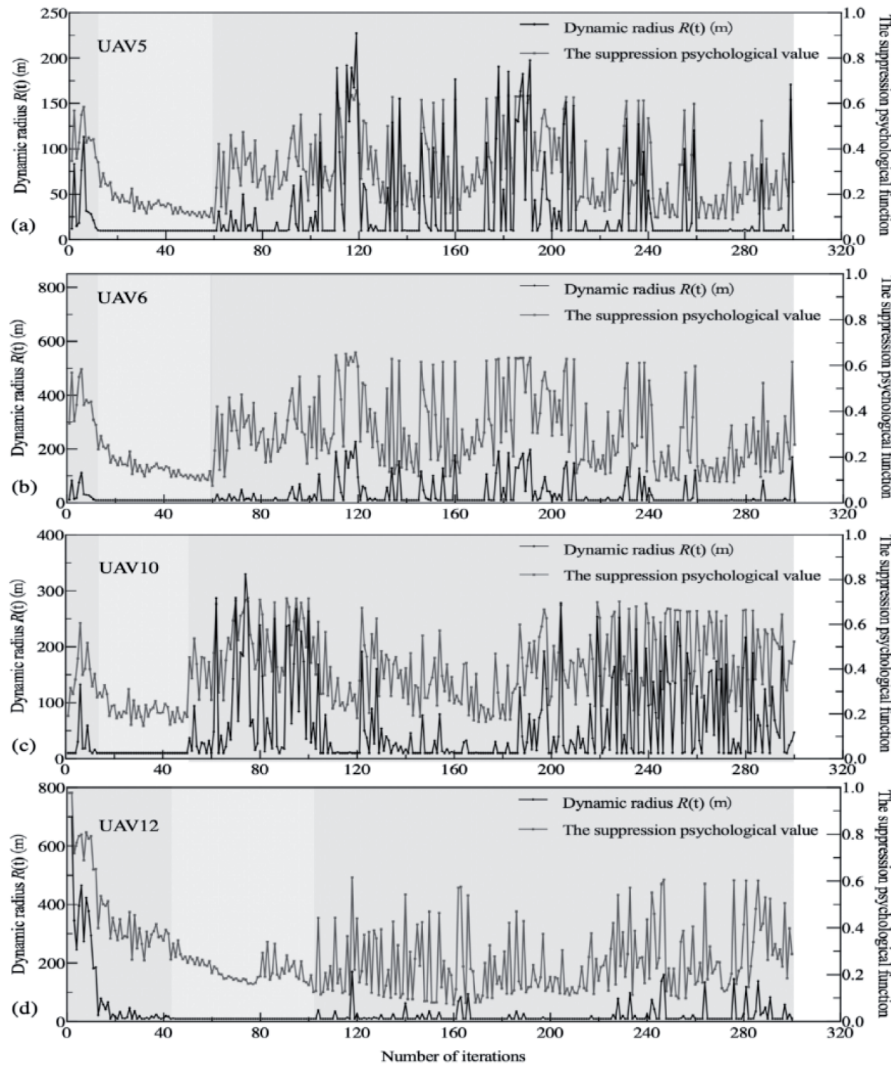 250
200
150
100
50
0
Dynamic radius R(t) (m)
UAV5
Dynamic radius R(t) (m)
The suppression psychological value
1.0
0.8
0.6
0.4
0.2
0.0
The suppression psychological function
(a)
0 40 80 120 160 200 240 280 320
800
600
400
200
0
Dynamic radius R(t) (m)
UAV6
Dynamic radius R(t) (m)
The suppression psychological value
1.0
0.8
0.6
0.4
0.2
0.0
The suppression psychological function
(b)
0 40 80 120 160 200 240 280 320
400
300
200
100
0
Dynamic radius R(t) (m)
UAV10
Dynamic radius R(t) (m)
The suppression psychological value
1.0
0.8
0.6
0.4
0.2
0.0
The suppression psychological function
(c)
0 40 80 120 160 200 240 280 320
800
600
400
200
0
Dynamic radius R(t) (m)
UAV12
Dynamic radius R(t) (m)
The suppression psychological value
1.0
0.8
0.6
0.4
0.2
0.0
The suppression psychological function
(d)
0 40 80 120 160 200 240 280 320
Number of iterations